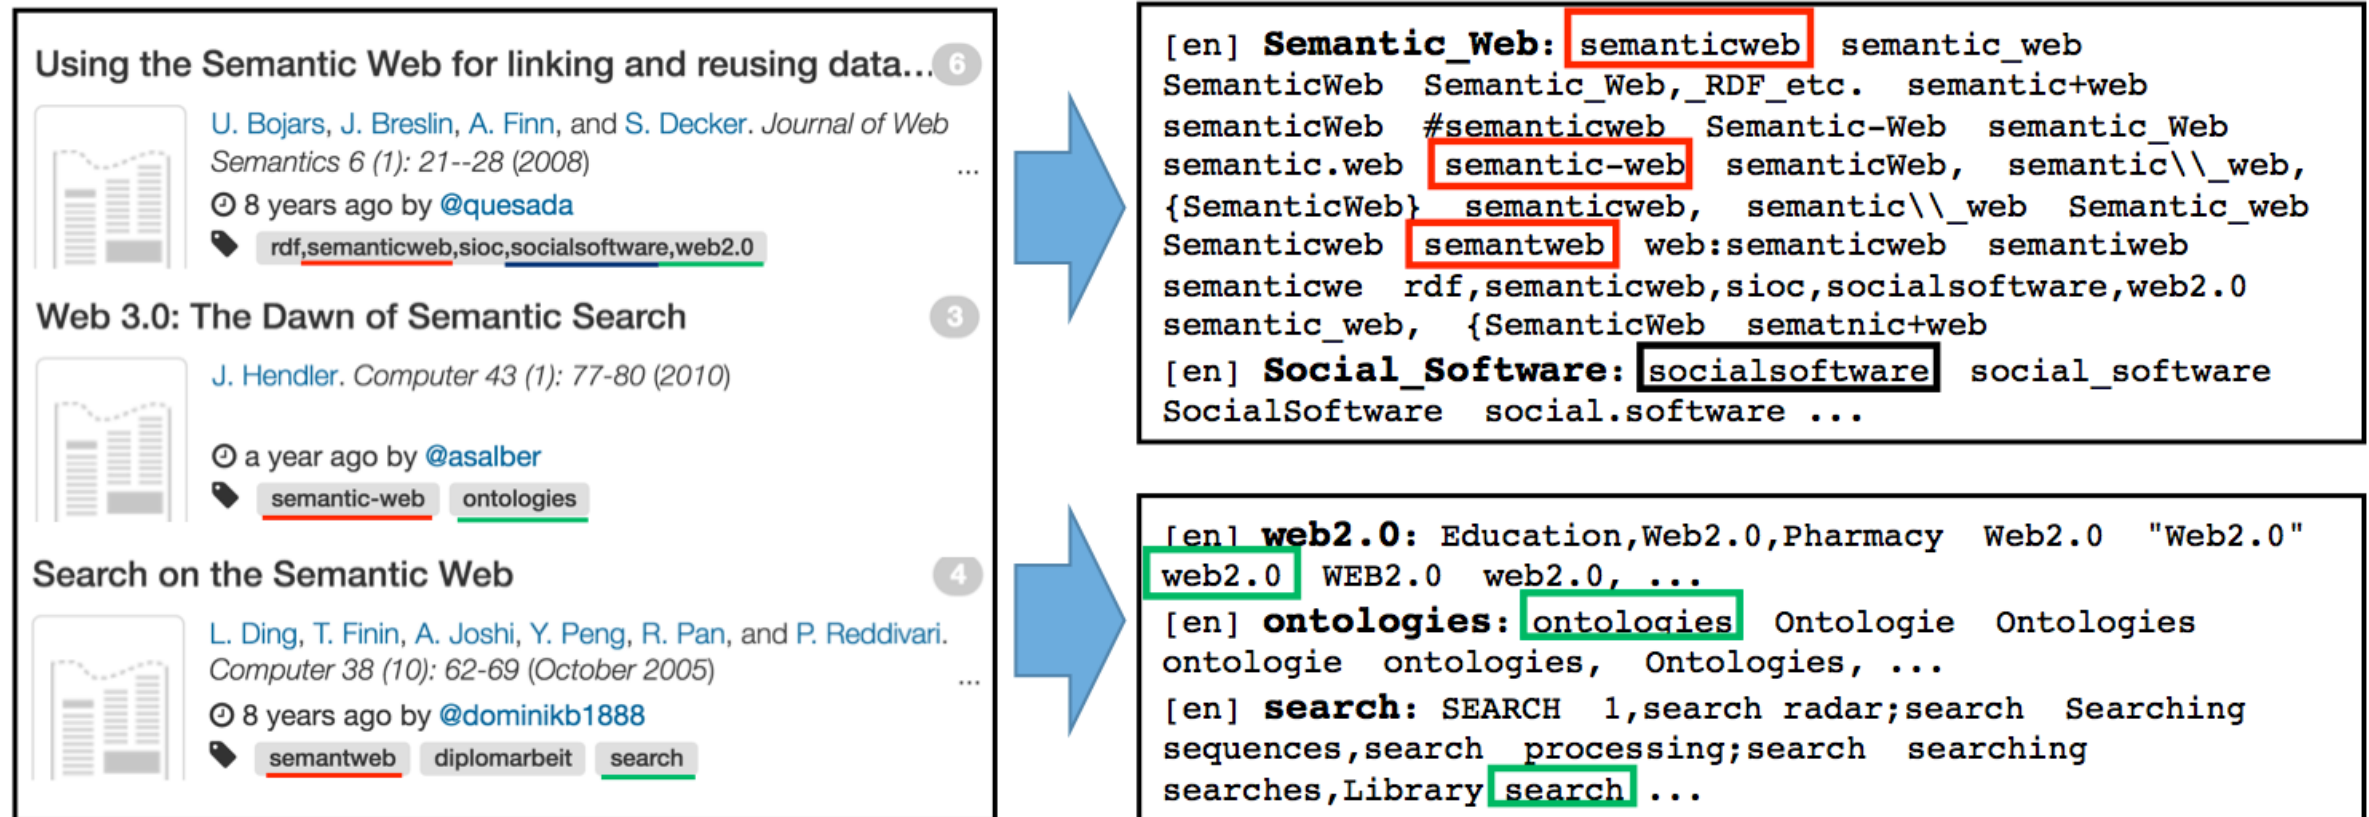 Using the Semantic Web for linking and reusing data... 6
U. Bojars, J. Breslin, A. Finn, and S. Decker. Journal of Web
Semantics 6 (1): 21--28 (2008)
...
8 years ago by @quesada
rdf,semanticweb,sioc,socialsoftware,web2.0
Web 3.0: The Dawn of Semantic Search 3
J. Hendler. Computer 43 (1): 77-80 (2010)
a year ago by @asalber
semantic-web ontologies
Search on the Semantic Web 4
L. Ding, T. Finin, A. Joshi, Y. Peng, R. Pan, and P. Reddivari.
Computer 38 (10): 62-69 (October 2005)
...
8 years ago by @dominikb1888
semantweb diplomarbeit search
[en] Semantic_Web: semanticweb semantic_web
SemanticWeb Semantic_Web,_RDF_etc. semantic+web
semanticWeb #semanticweb Semantic-Web semantic_Web
semantic.web semantic-web semanticWeb, semantic\\_web,
{SemanticWeb} semanticweb, semantic\\_web Semantic_web
Semanticweb semantweb web:semanticweb semantiweb
semanticwe rdf,semanticweb,sioc,socialsoftware,web2.0
semantic_web, {SemanticWeb sematnic+web
[en] Social_Software: socialsoftware social_software
SocialSoftware social.software ...
[en] web2.0: Education,Web2.0,Pharmacy Web2.0 "Web2.0"
web2.0 WEB2.0 web2.0, ...
[en] ontologies: ontologies Ontologie Ontologies
ontologie ontologies, Ontologies, ...
[en] search: SEARCH 1,search radar;search Searching
sequences,search processing;search searching
searches,Library search ...